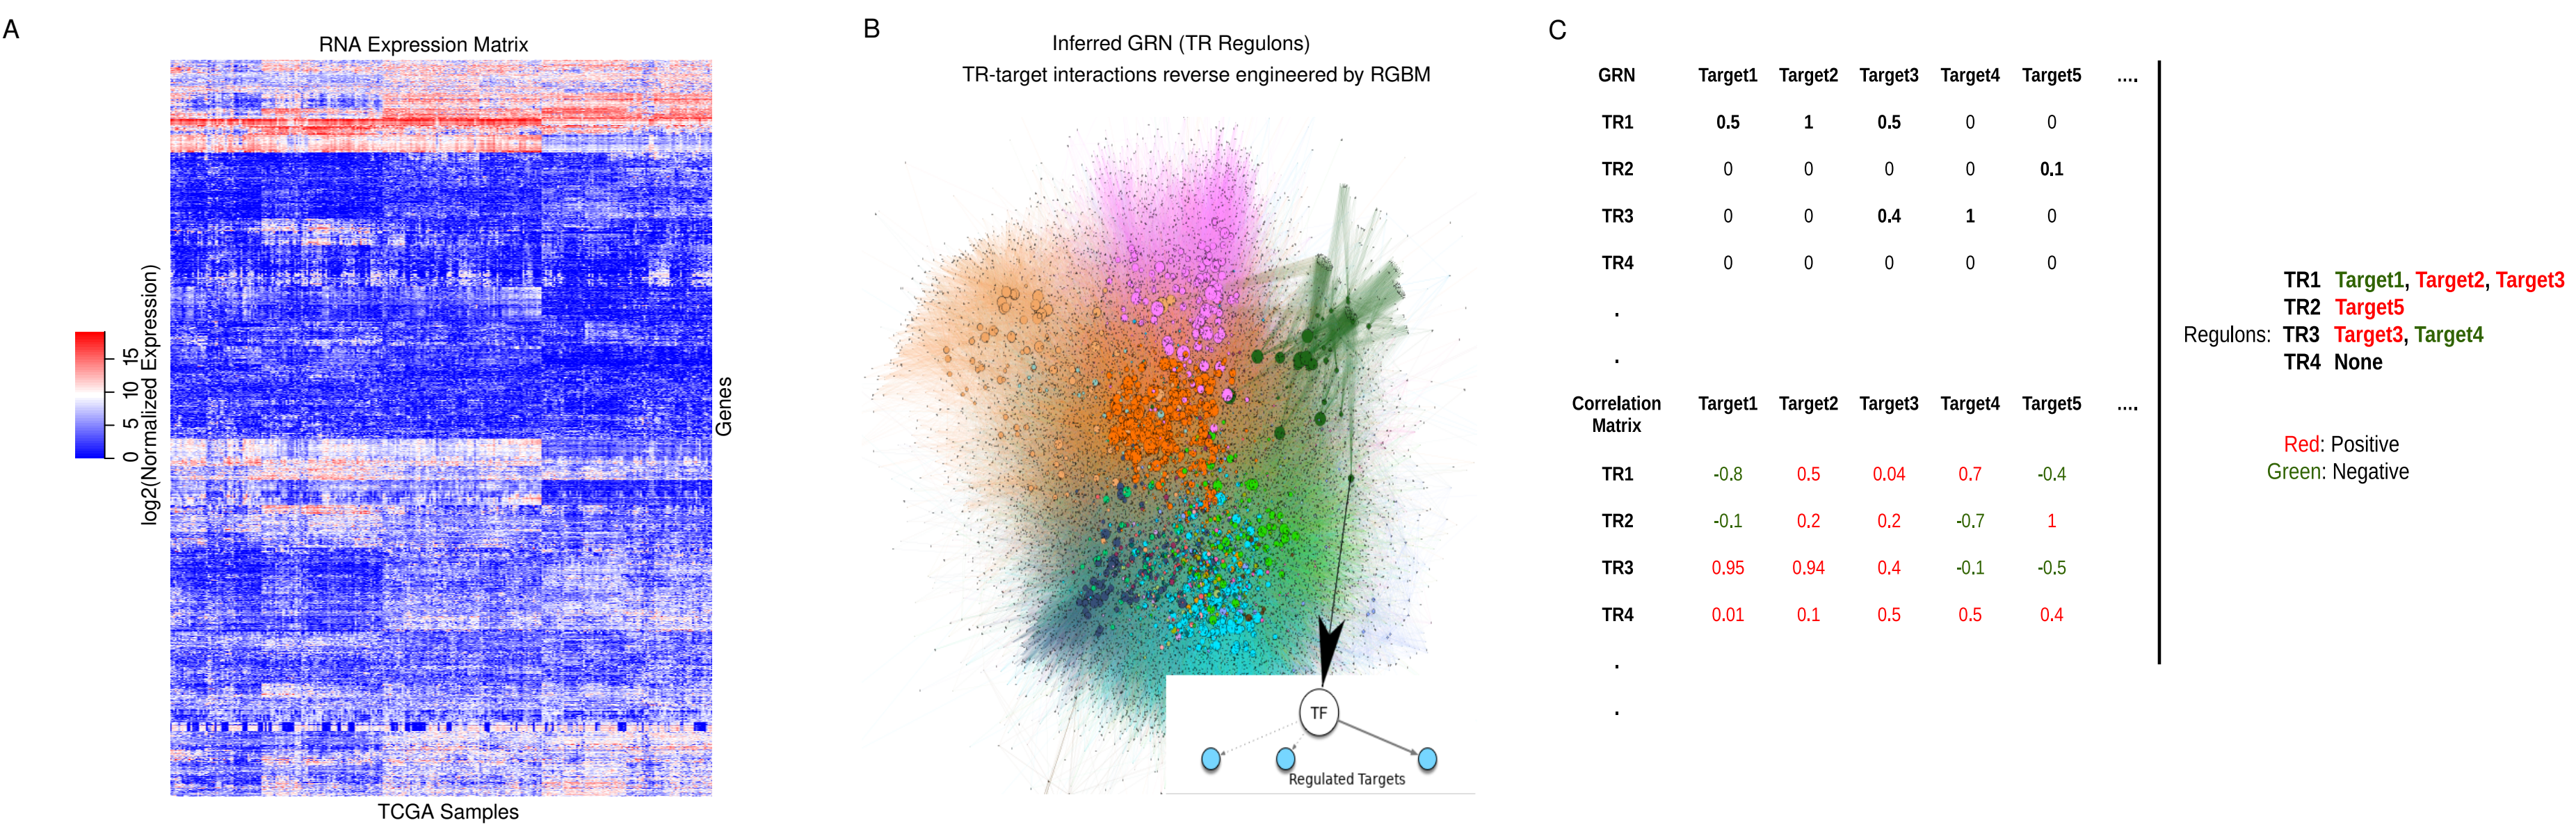 A
RNA Expression Matrix
log2(Normalized Expression)
0 5 10 15
Genes
TCGA Samples
B
Inferred GRN (TR Regulons)
TR-target interactions reverse engineered by RGBM
TF
Regulated Targets
C
GRN Target1 Target2 Target3 Target4 Target5 ....
TR1 0.5 1 0.5 0 0
TR2 0 0 0 0 0.1
TR3 0 0 0.4 1 0
TR4 0 0 0 0 0
.
.
Correlation Matrix Target1 Target2 Target3 Target4 Target5 ....
TR1 -0.8 0.5 0.04 0.7 -0.4
TR2 -0.1 0.2 0.2 -0.7 1
TR3 0.95 0.94 0.4 -0.1 -0.5
TR4 0.01 0.1 0.5 0.5 0.4
.
.
TR1 Target1, Target2, Target3
TR2 Target5
Regulons: TR3 Target3, Target4
TR4 None
Red: Positive
Green: Negative